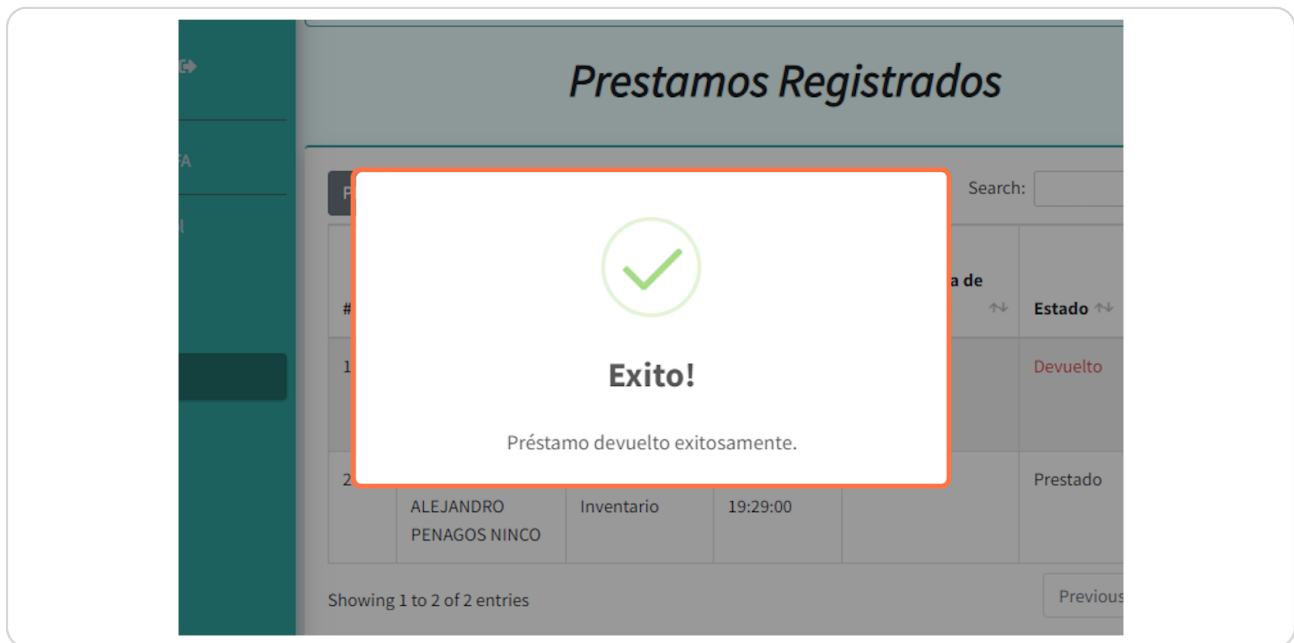 Prestamos Registrados
Search:
a de
#
Estado
1
Devuelto
Exito!
Préstamo devuelto exitosamente.
2
Prestado
ALEJANDRO
Inventario
19:29:00
PENAGOS NINCO
Showing 1 to 2 of 2 entries
Previous